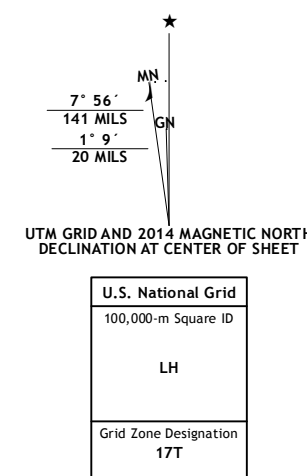 ★
MN
7° 56´
141 MILS
GN
1° 9´
20 MILS
UTM GRID AND 2014 MAGNETIC NORTH
DECLINATION AT CENTER OF SHEET
U.S. National Grid
100,000-m Square ID
LH
Grid Zone Designation
17T